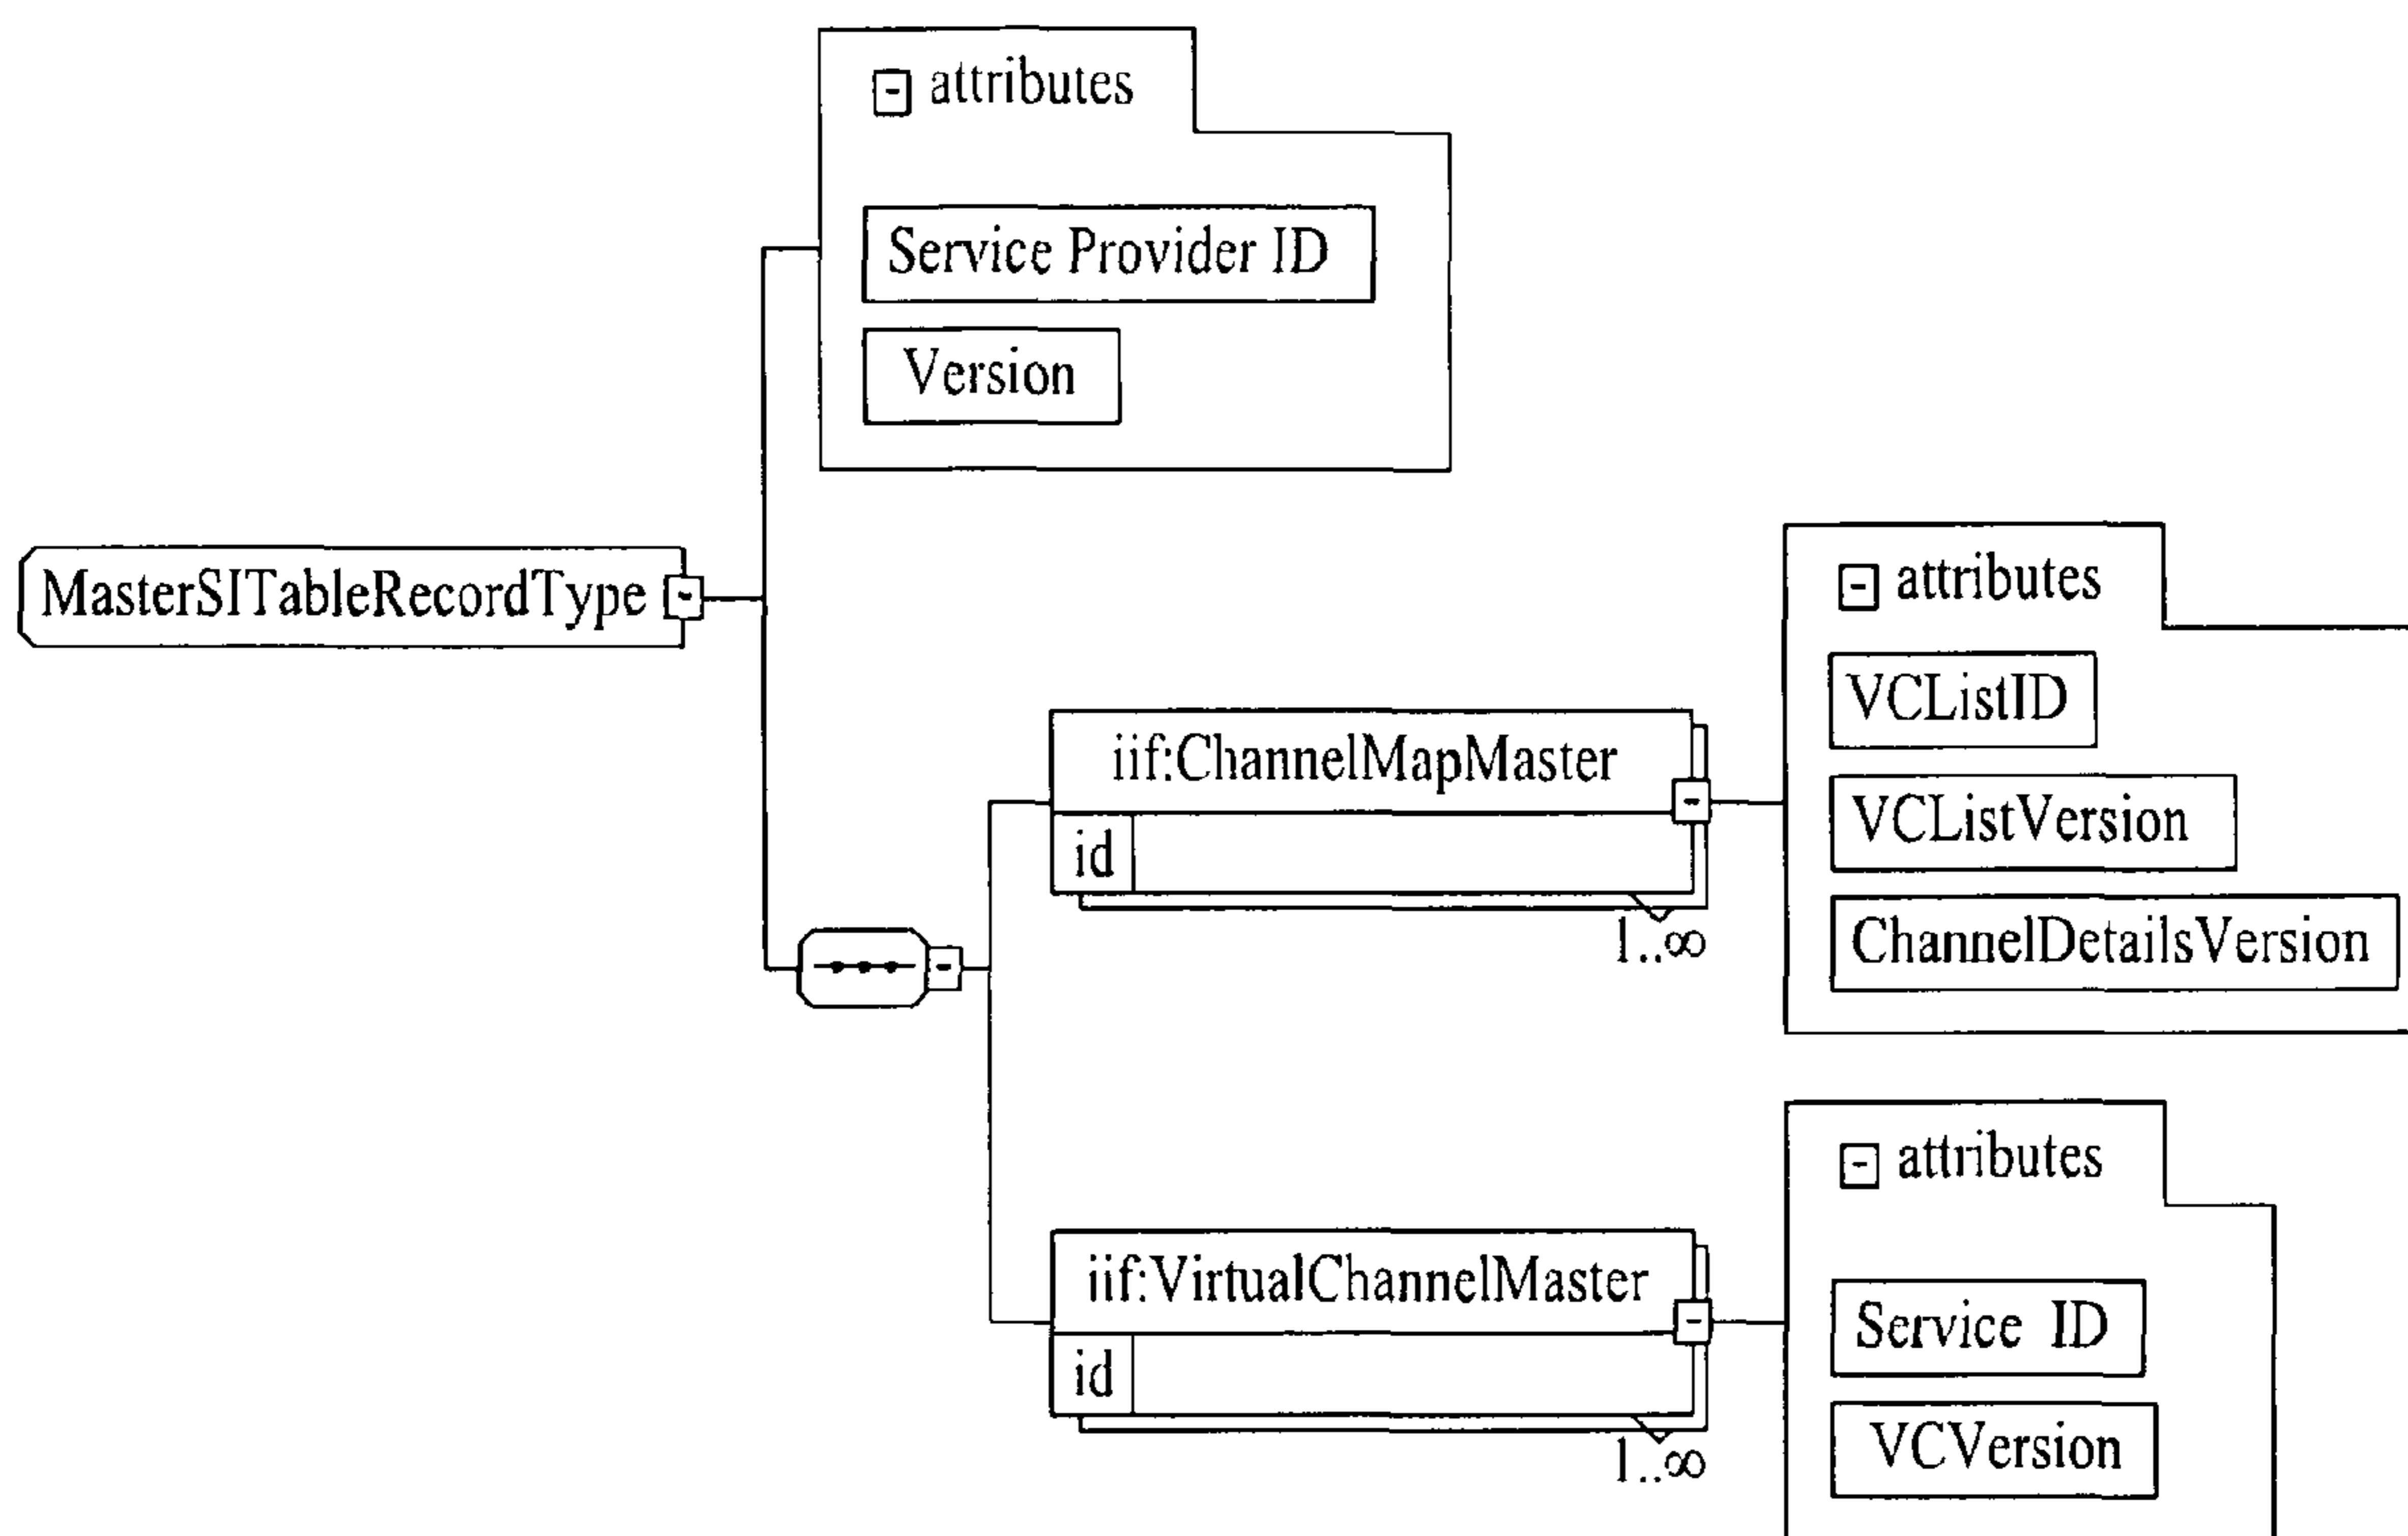 attributes
Service Provider ID
Version
MasterSITableRecordType
attributes
VCListID
VCListVersion
ChannelDetailsVersion
iif:ChannelMapMaster
id
1..∞
attributes
Service ID
VCVersion
iif:VirtualChannelMaster
id
1..∞